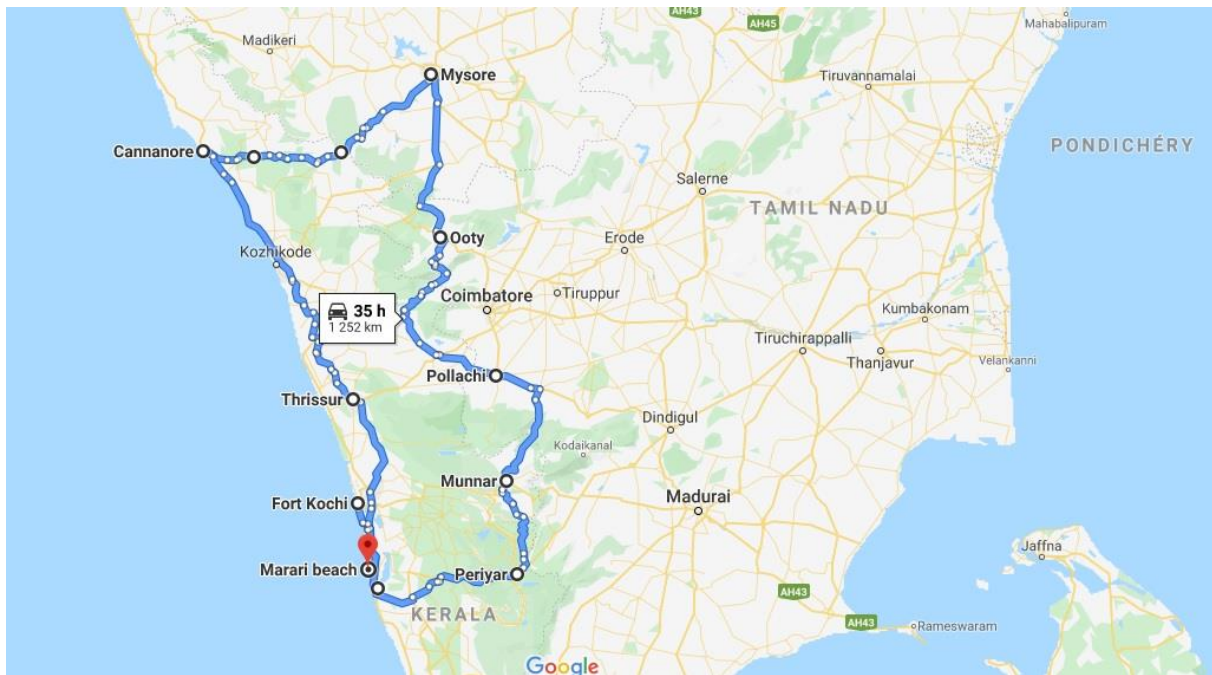 AH43
AH45
Mahabalipuram
Madikeri
Mysore
Tiruvannamalai
Cannanore
PONDICHÉRY
Salerne
TAMIL NADU
Ooty
Erode
Kozhikode
Coimbatore
Tiruppur
35 h
1 252 km
Kumbakonam
Tiruchirappalli
Thanjavur
Velankanni
Pollachi
Thrissur
Dindigul
Kodaikanal
Munnar
Madurai
Fort Kochi
Marari beach
Periyar
Jaffna
AH43
KERALA
AH43
Rameswaram
Google